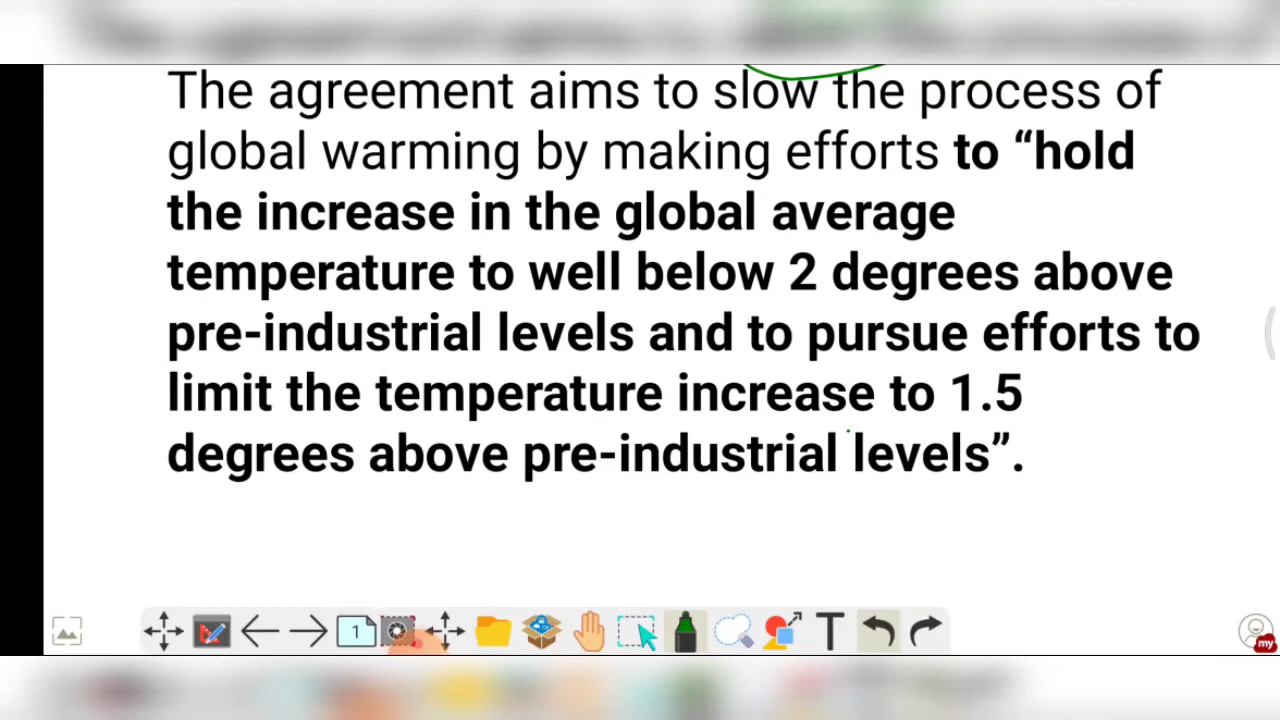 The agreement aims to slow the process of
global warming by making efforts to “hold
the increase in the global average
temperature to well below 2 degrees above
pre-industrial levels and to pursue efforts to
limit the temperature increase to 1.5
degrees above pre-industrial levels”.
1
T
my